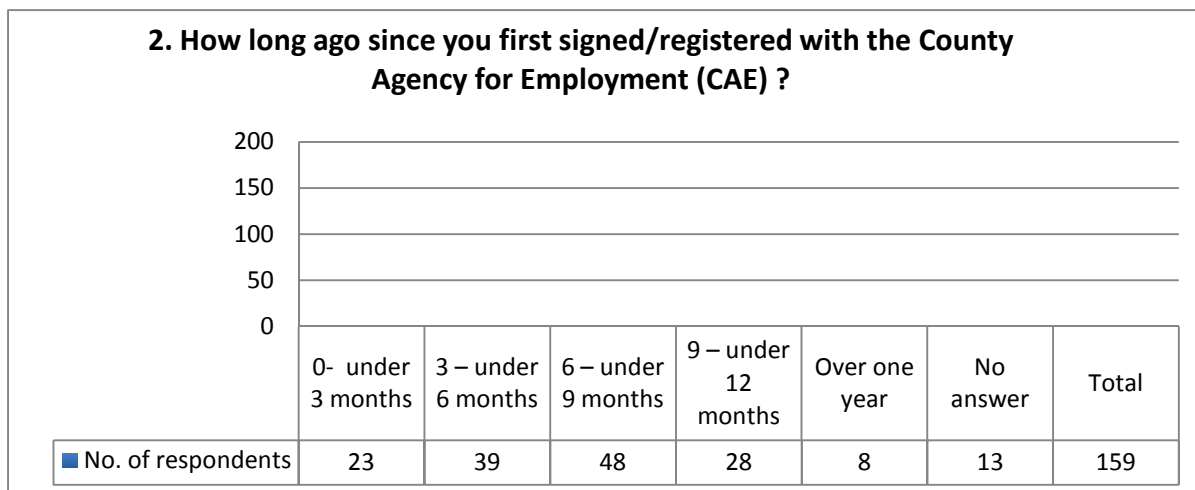 2. How long ago since you first signed/registered with the County
Agency for Employment (CAE) ?
200
150
100
50
0
0- under
3 months
3 – under
6 months
6 – under
9 months
9 – under
12
months
Over one
year
No
answer
Total
No. of respondents 23 39 48 28 8 13 159